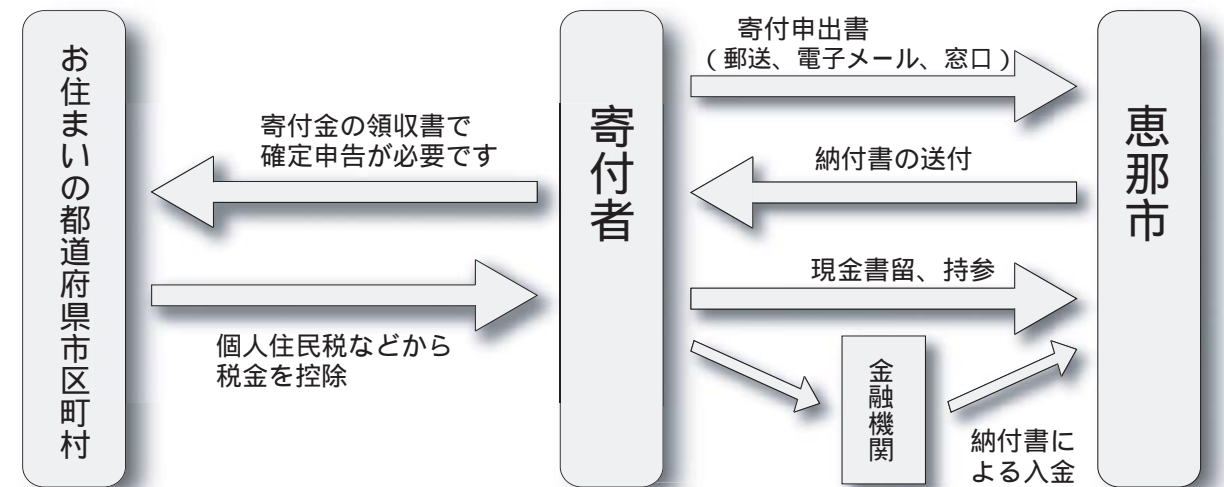 お住まいの都道府県市区町村
寄付金の領収書で
確定申告が必要です
個人住民税などから
税金を控除
寄付者
寄付申出書
(郵送、電子メール、窓口)
納付書の送付
現金書留、持参
金融機関
納付書に
よる入金
恵那市